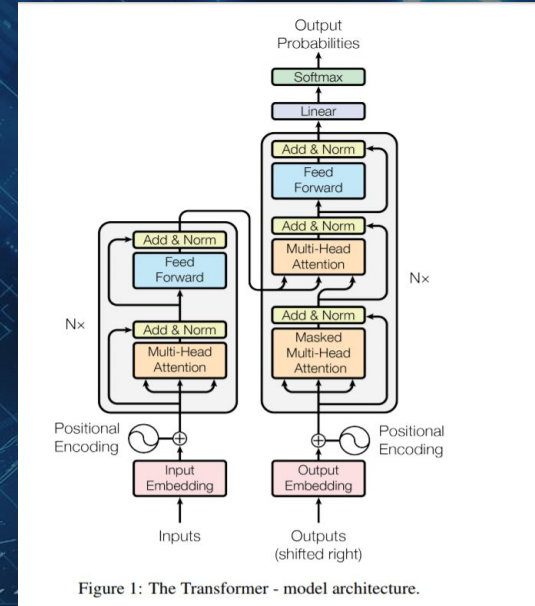 Output
Probabilities
Softmax
Linear
Add & Norm
Feed
Forward
Add & Norm
Multi-Head
Attention
Add & Norm
Masked
Multi-Head
Attention
Nx
Add & Norm
Feed
Forward
Add & Norm
Multi-Head
Attention
Nx
Positional
Encoding
Positional
Encoding
Input
Embedding
Output
Embedding
Inputs
Outputs
(shifted right)
Figure 1: The Transformer - model architecture.